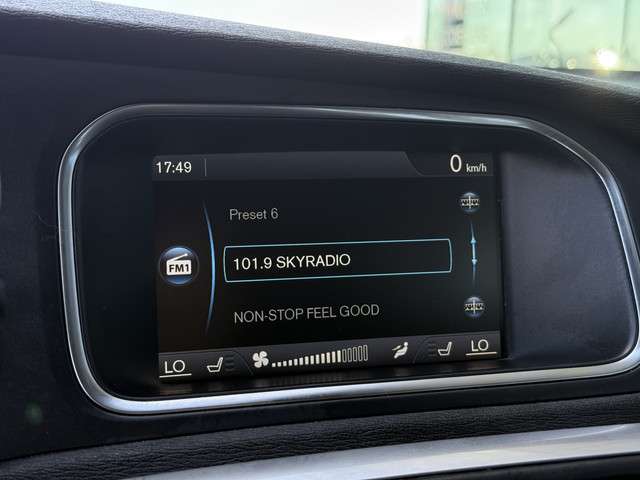 17:49
0 km/h
Preset 6
101.9 SKYRADIO
FM1
NON-STOP FEEL GOOD
LO
LO